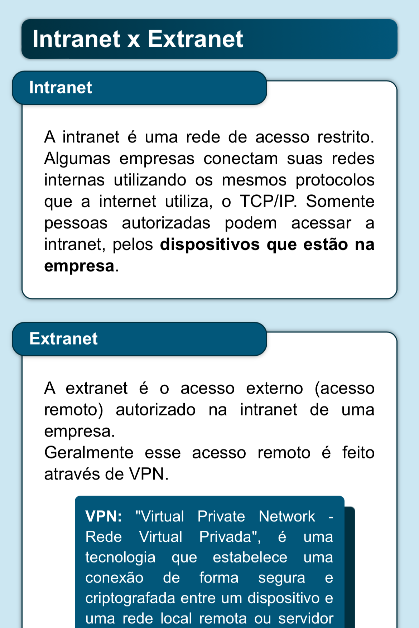 Intranet x Extranet
Intranet
A intranet é uma rede de acesso restrito.
Algumas empresas conectam suas redes
internas utilizando os mesmos protocolos
que a internet utiliza, o TCP/IP. Somente
pessoas autorizadas podem acessar a
intranet, pelos dispositivos que estão na
empresa.
Extranet
A extranet é o acesso externo (acesso
remoto) autorizado na intranet de uma
empresa.
Geralmente esse acesso remoto é feito
através de VPN.
VPN: "Virtual Private Network -
Rede Virtual Privada", é uma
tecnologia que estabelece uma
conexão de forma segura e
criptografada entre um dispositivo e
uma rede local remota ou servidor